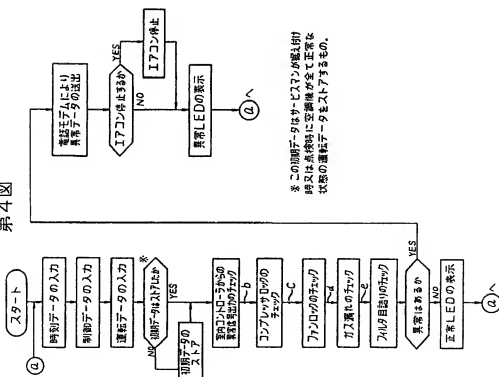 第4図
スタート
a
時刻データの入力
制御データの入力
運転データの入力
初期データはストアしたか
※
NO
YES
初期データの
ストア
室内コントローラからの
異常信号出力のチェック
b
コンプレッサロックの
チェック
C
ファンロックのチェック
d
ガス漏れのチェック
e
フィルタ目詰りのチェック
異常はあるか
YES
NO
正常LEDの表示
aへ
電話モデムにより
異常データの送出
エアコン停止するか
YES
NO
エアコン停止
異常LEDの表示
aへ
※この初期データはサービスマンが据え付け
時又は点検時に空調機が全て正常な
状態の運転データをストアするもの。